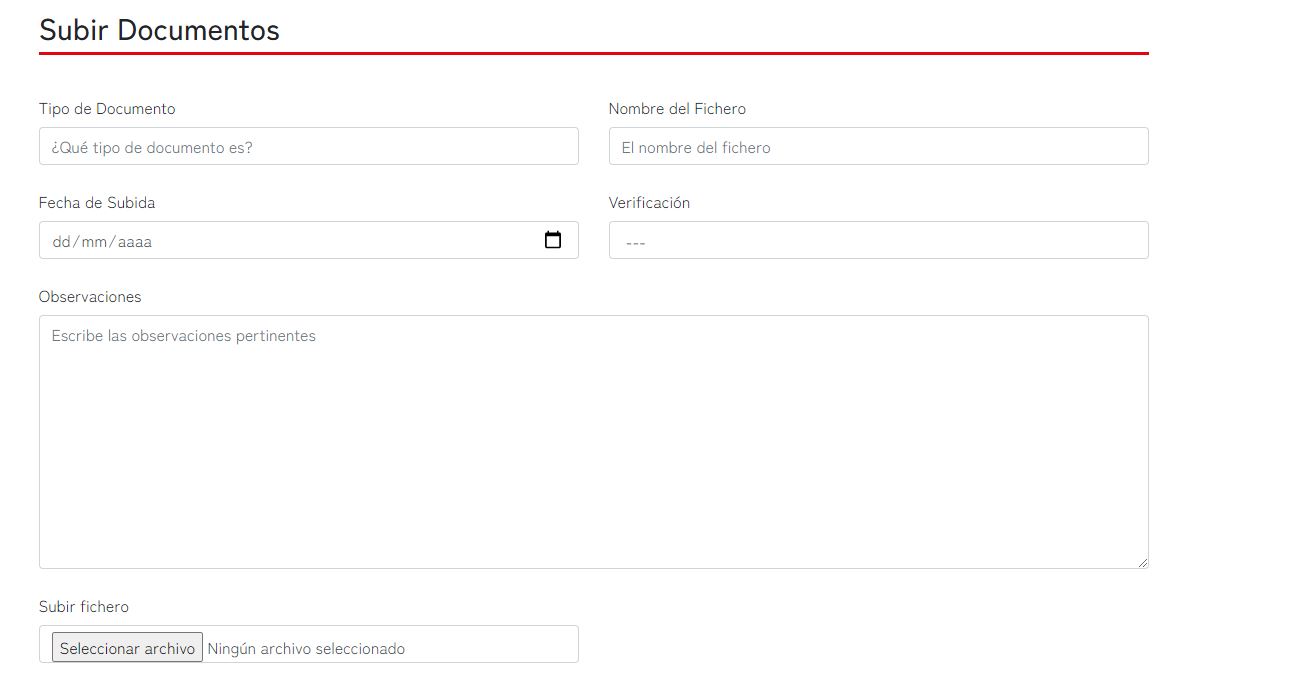 Subir Documentos
Tipo de Documento
Nombre del Fichero
¿Qué tipo de documento es?
El nombre del fichero
Fecha de Subida
Verificación
dd/mm/aaaa
---
Observaciones
Escribe las observaciones pertinentes
Subir fichero
Seleccionar archivo Ningún archivo seleccionado